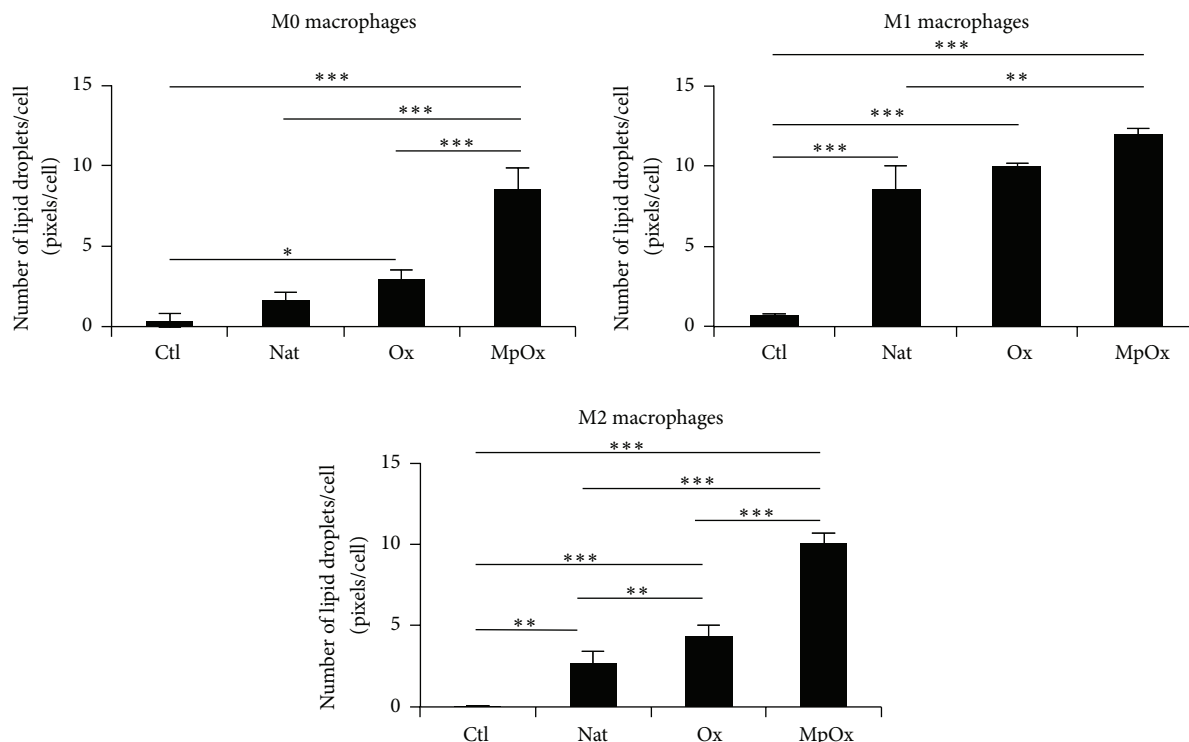 M0 macrophages
Number of lipid droplets/cell
(pixels/cell)
15
10
5
0
***
***
***
*
Ctl Nat Ox MpOx
M1 macrophages
Number of lipid droplets/cell
(pixels/cell)
15
10
5
0
***
**
***
***
Ctl Nat Ox MpOx
M2 macrophages
Number of lipid droplets/cell
(pixels/cell)
15
10
5
0
***
***
***
***
**
**
Ctl Nat Ox MpOx